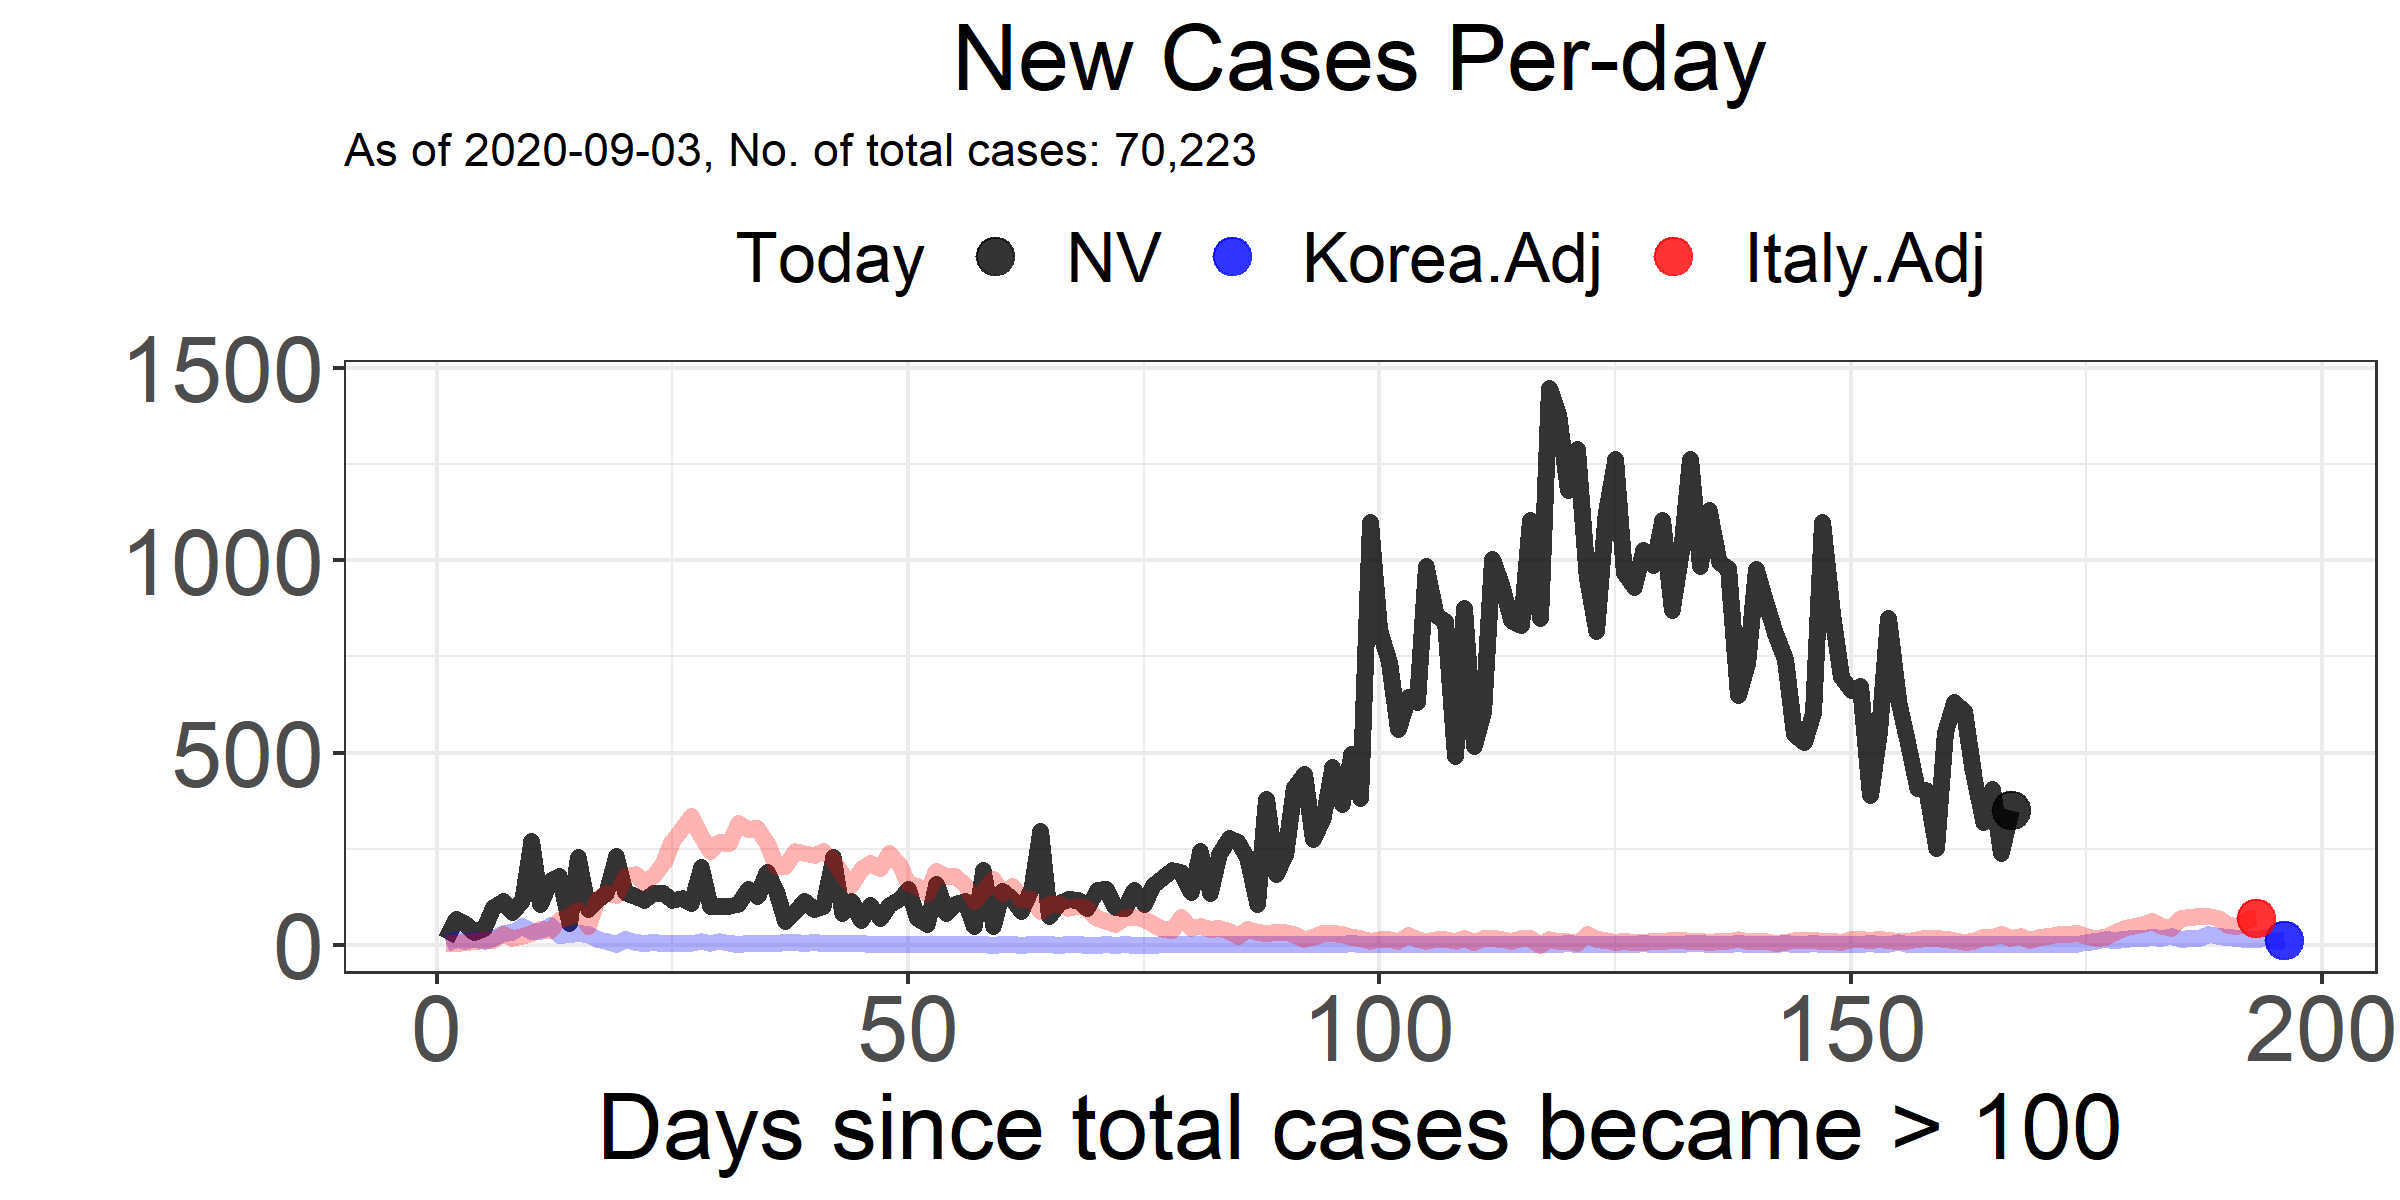 New Cases Per-day
As of 2020-09-03, No. of total cases: 70,223
Today NV Korea.Adj Italy.Adj
1500
1000
500
0
0 50 100 150 200
Days since total cases became > 100